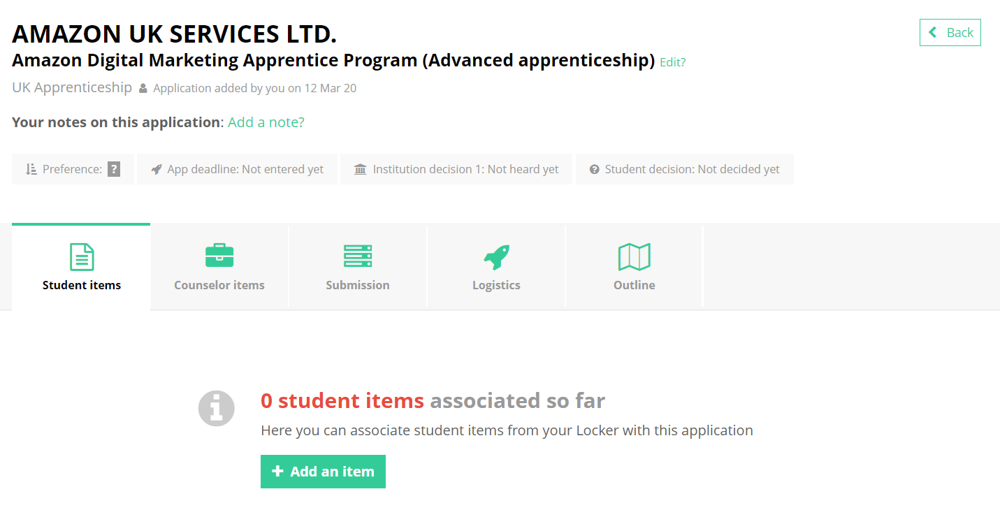 AMAZON UK SERVICES LTD.
Back
Amazon Digital Marketing Apprentice Program (Advanced apprenticeship) Edit?
UK Apprenticeship Application added by you on 12 Mar 20
Your notes on this application: Add a note?
Preference: ? App deadline: Not entered yet Institution decision 1: Not heard yet Student decision: Not decided yet
Student items Counselor items Submission Logistics Outline
0 student items associated so far
Here you can associate student items from your Locker with this application
Add an item